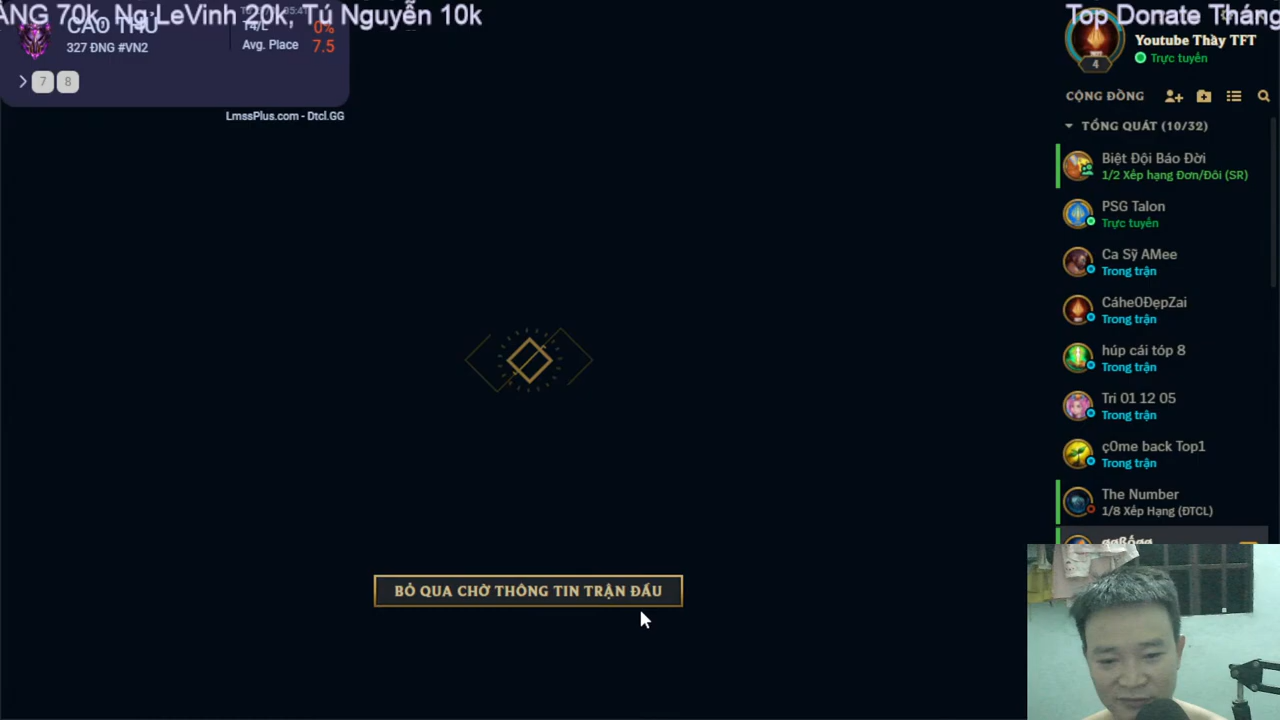 ÀNG 70k, Ng LeVinh 20k, Tú Nguyễn 10k
Top Donate Tháng
CAO THỦ
327 ĐNG #VN2
T4/L
0%
Avg. Place
7.5
7
8
LmssPlus.com - Dtcl.GG
4
Youtube Thầy TFT
Trực tuyến
CỘNG ĐỒNG
TỔNG QUÁT (10/32)
Biệt Đội Báo Đời
1/2 Xếp hạng Đơn/Đôi (SR)
PSG Talon
Trực tuyến
Ca Sỹ AMee
Trong trận
Cáhe0ĐẹpZai
Trong trận
húp cái tóp 8
Trong trận
Tri 01 12 05
Trong trận
ç0me back Top1
Trong trận
The Number
1/8 Xếp Hạng (ĐTCL)
BỎ QUA CHỜ THÔNG TIN TRẬN ĐẤU